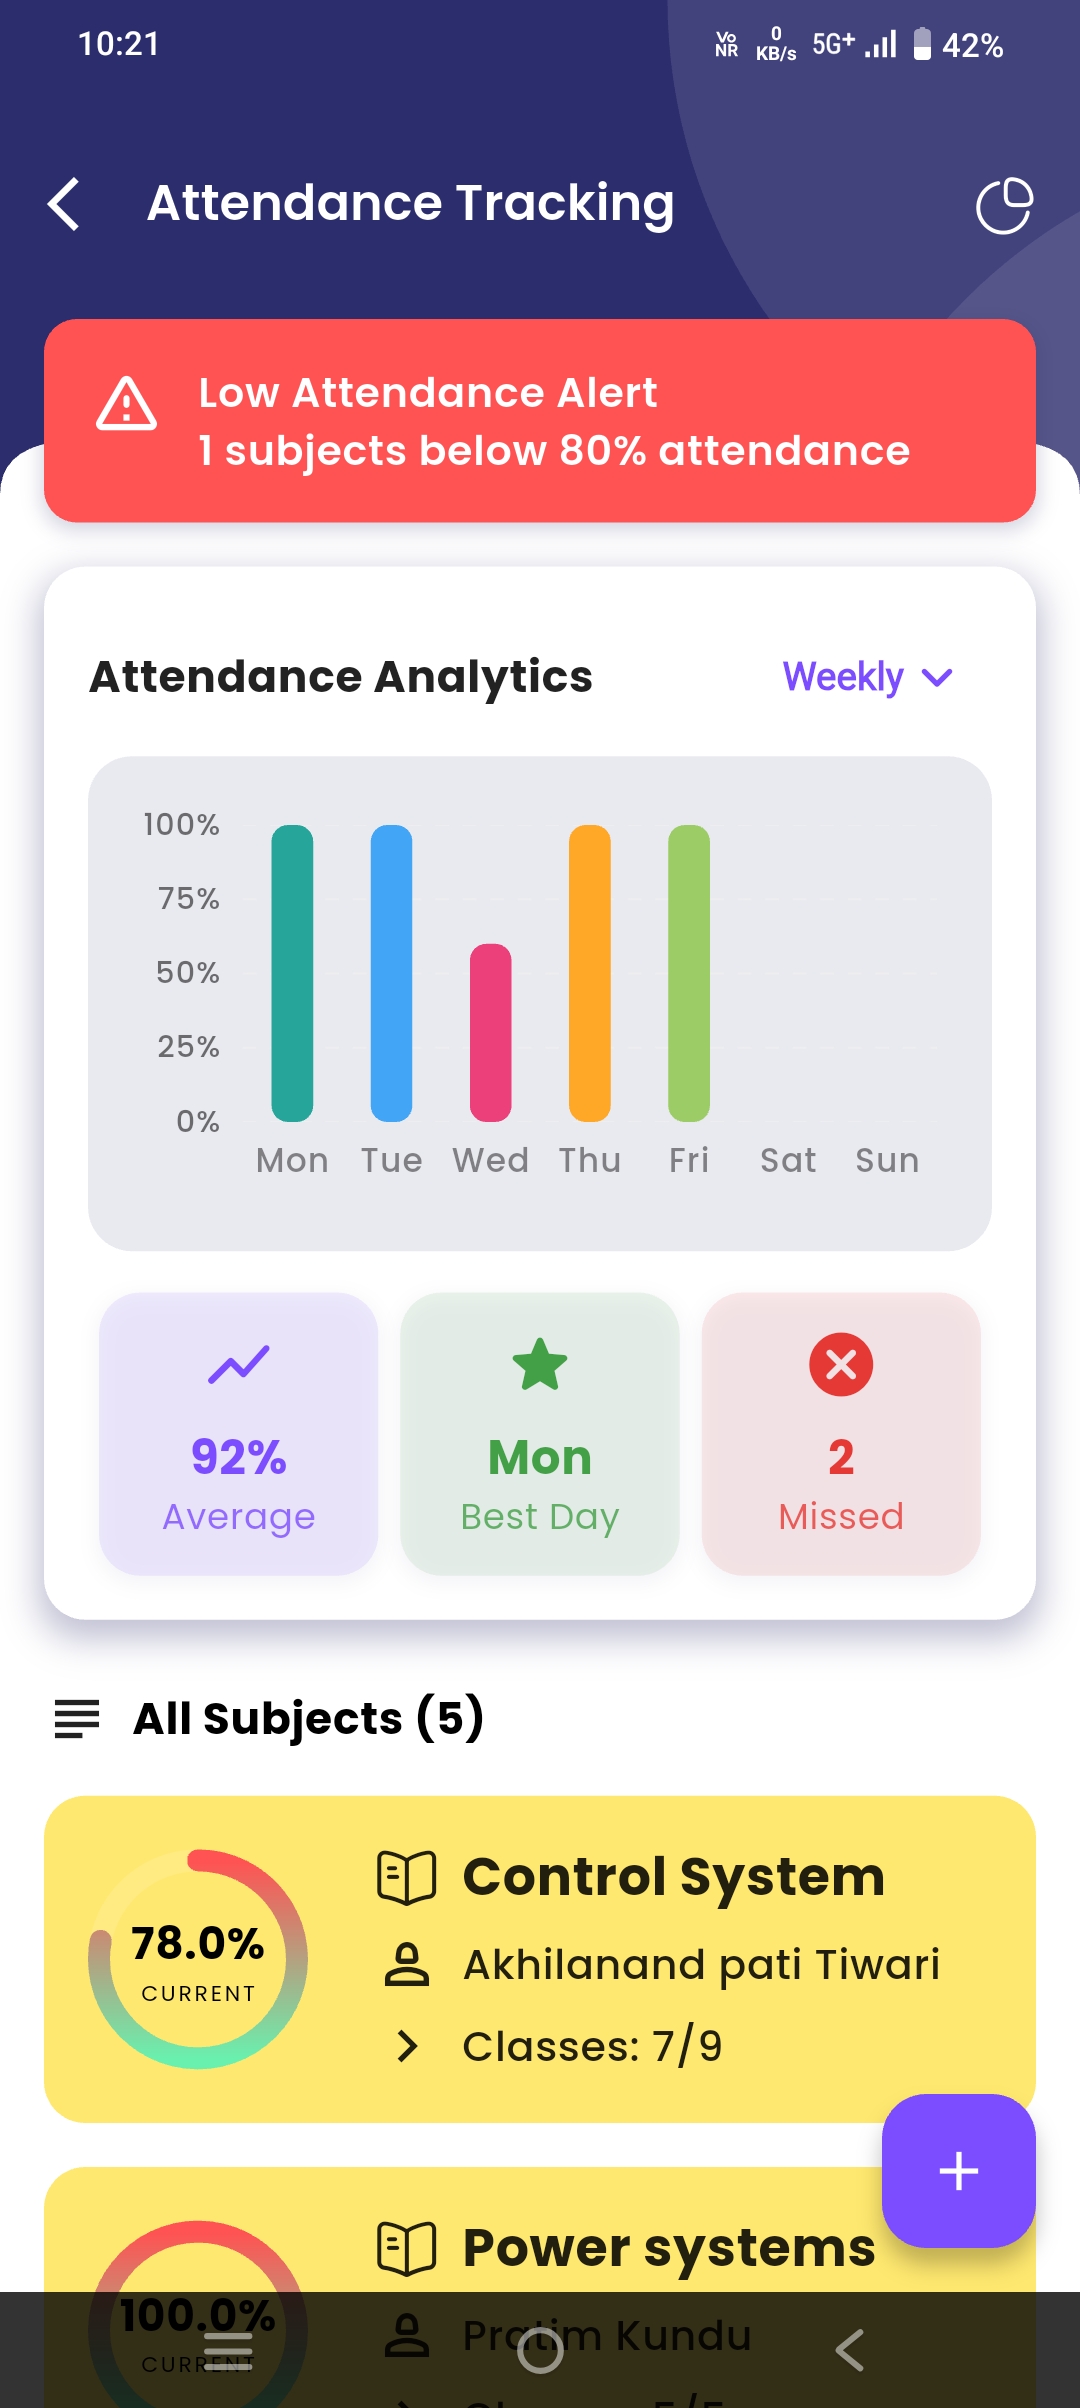 10:21
Vo NR 0 KB/s 5G+ 42%
Attendance Tracking
Low Attendance Alert
1 subjects below 80% attendance
Attendance Analytics
Weekly
100%
75%
50%
25%
0%
Mon Tue Wed Thu Fri Sat Sun
92%
Average
Mon
Best Day
2
Missed
All Subjects (5)
78.0%
CURRENT
Control System
Akhilanand pati Tiwari
Classes: 7/9
+
100.0%
CURRENT
Power systems
Pratim Kundu